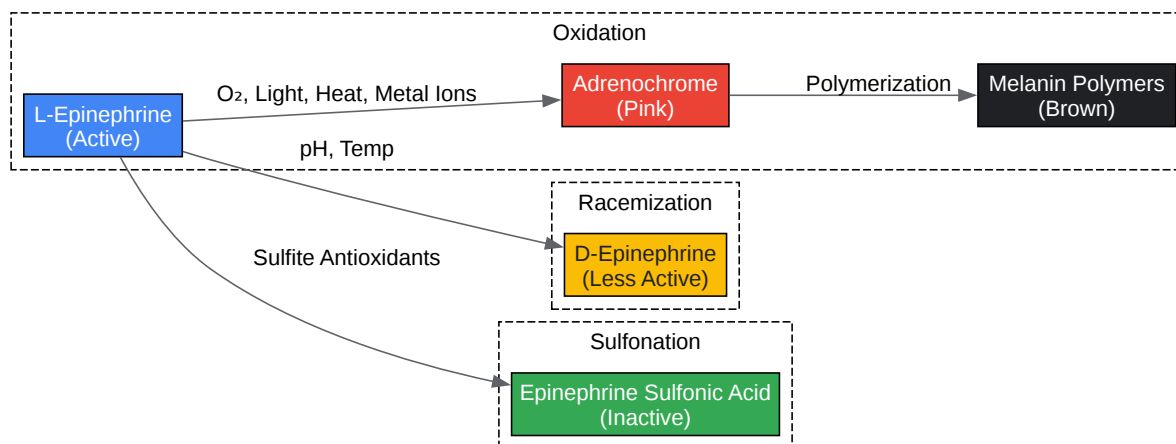 Oxidation
L-Epinephrine
(Active)
O₂, Light, Heat, Metal Ions
Adrenochrome
(Pink)
Polymerization
Melanin Polymers
(Brown)
pH, Temp
Racemization
D-Epinephrine
(Less Active)
Sulfite Antioxidants
Sulfonation
Epinephrine Sulfonic Acid
(Inactive)